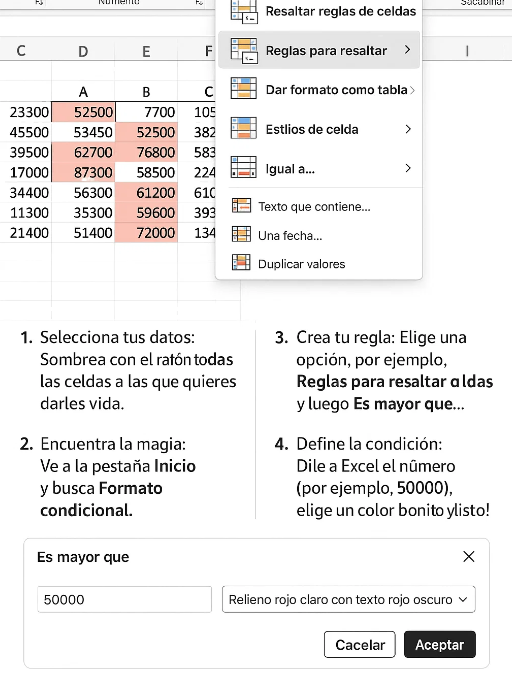 Resaltar reglas de celdas
C D E F I
Reglas para resaltar
A B C
Dar formato como tabla
23300 52500 7700 105
45500 53450 52500 382
Estlios de celda
39500 62700 76800 583
17000 87300 58500 224
Igual a...
34400 56300 61200 610
11300 35300 59600 393
21400 51400 72000 134
Texto que contiene...
Una fecha...
Duplicar valores
1. Selecciona tus datos:
Sombrea con el ratón todas
las celdas a las que quieres
darles vida.
2. Encuentra la magia:
Ve a la pestaña Inicio
y busca Formato
condicional.
3. Crea tu regla: Elige una
opción, por ejemplo,
Reglas para resaltar aldas
y luego Es mayor que...
4. Define la condición:
Dile a Excel el número
(por ejemplo, 50000),
elige un color bonito ylisto!
Es mayor que
50000
Relieno rojo claro con texto rojo oscuro
Cacelar Aceptar